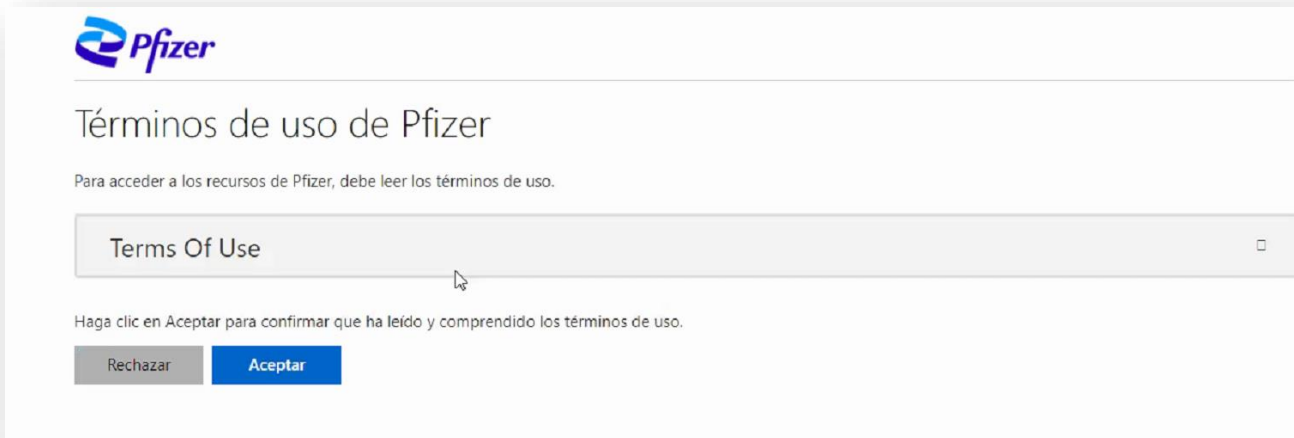 Pfizer
Términos de uso de Pfizer
Para acceder a los recursos de Pfizer, debe leer los términos de uso.
Terms Of Use
Haga clic en Aceptar para confirmar que ha leído y comprendido los términos de uso.
Rechazar Aceptar